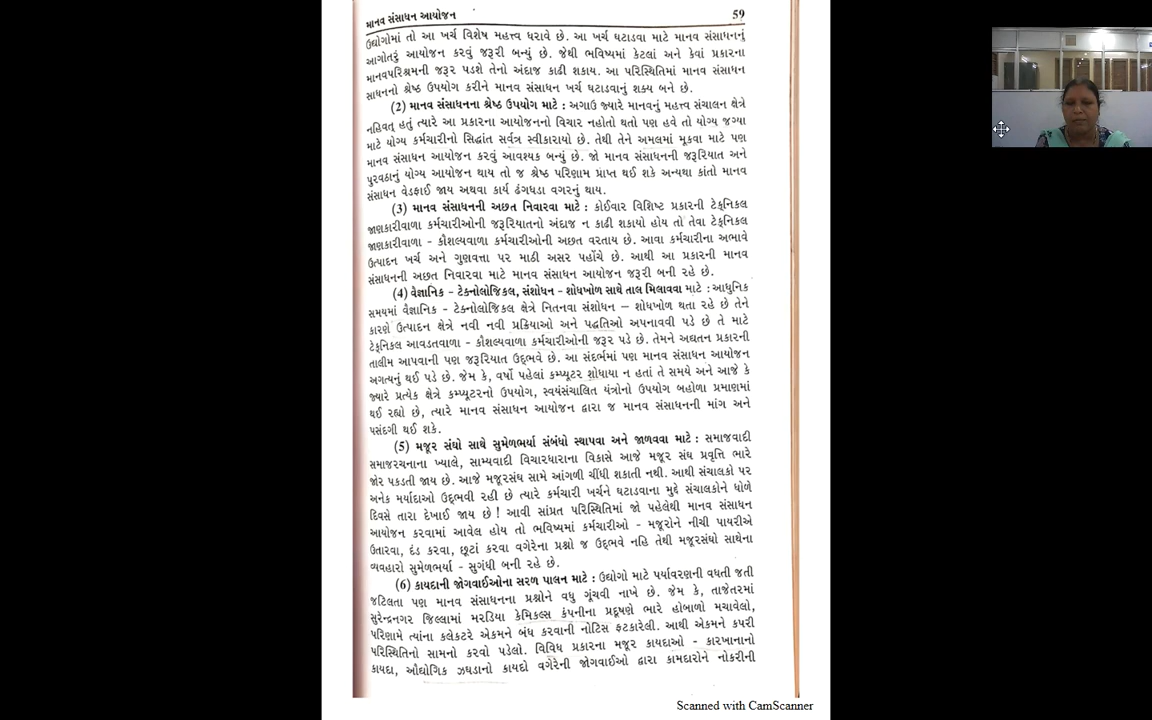 માનવ સંસાધન આયોજન 59
ઉદ્યોગોમાં તો આ ખર્ચ વિશેષ મહત્ત્વ ધરાવે છે. આ ખર્ચ ઘટાડવા માટે માનવ સંસાધનનું
આગોતરું આયોજન કરવું જરૂરી બન્યું છે. જેથી ભવિષ્યમાં કેટલાં અને કેવાં પ્રકારના
માનવપરિશ્રમની જરૂર પડશે તેનો અંદાજ કાઢી શકાય. આ પરિસ્થિતિમાં માનવ સંસાધન
સાધનનો શ્રેષ્ઠ ઉપયોગ કરીને માનવ સંસાધન ખર્ચ ઘટાડવાનું શક્ય બને છે.
(2) માનવ સંસાધનના શ્રેષ્ઠ ઉપયોગ માટે : અગાઉ જ્યારે માનવનું મહત્ત્વ સંચાલન ક્ષેત્રે
નહિવત્ હતું ત્યારે આ પ્રકારના આયોજનનો વિચાર નહોતો થતો પણ હવે તો યોગ્ય જગ્યા
માટે યોગ્ય કર્મચારીનો સિદ્ધાંત સર્વત્ર સ્વીકારાયો છે. તેથી તેને અમલમાં મૂકવા માટે પણ
માનવ સંસાધન આયોજન કરવું આવશ્યક બન્યું છે. જો માનવ સંસાધનની જરૂરિયાત અને
પુરવઠાનું યોગ્ય આયોજન થાય તો જ શ્રેષ્ઠ પરિણામ પ્રાપ્ત થઈ શકે અન્યથા કાંતો માનવ
સંસાધન વેડફાઈ જાય અથવા કાર્ય ઢંગધડા વગરનું થાય.
(3) માનવ સંસાધનની અછત નિવારવા માટે : કોઈવાર વિશિષ્ટ પ્રકારની ટેક્નિકલ
જાણકારીવાળા કર્મચારીઓની જરૂરિયાતનો અંદાજ ન કાઢી શકાયો હોય તો તેવા ટેક્નિકલ
જાણકારીવાળા - કૌશલ્યવાળા કર્મચારીઓની અછત વરતાય છે. આવા કર્મચારીના અભાવે
ઉત્પાદન ખર્ચ અને ગુણવત્તા પર માઠી અસર પહોંચે છે. આથી આ પ્રકારની માનવ
સંસાધનની અછત નિવારવા માટે માનવ સંસાધન આયોજન જરૂરી બની રહે છે.
(4) વૈજ્ઞાનિક - ટેક્નોલોજિકલ, સંશોધન - શોધખોળ સાથે તાલ મિલાવવા માટે : આધુનિક
સમયમાં વૈજ્ઞાનિક - ટેક્નોલોજિકલ ક્ષેત્રે નિતનવા સંશોધન – શોધખોળ થતા રહે છે તેને
કારણે ઉત્પાદન ક્ષેત્રે નવી નવી પ્રક્રિયાઓ અને પદ્ધતિઓ અપનાવવી પડે છે તે માટે
ટેક્નિકલ આવડતવાળા - કૌશલ્યવાળા કર્મચારીઓની જરૂર પડે છે. તેમને અદ્યતન પ્રકારની
તાલીમ આપવાની પણ જરૂરિયાત ઉદ્ભવે છે. આ સંદર્ભમાં પણ માનવ સંસાધન આયોજન
અગત્યનું થઈ પડે છે. જેમ કે, વર્ષો પહેલાં કમ્પ્યૂટર શોધાયા ન હતાં તે સમયે અને આજે કે
જ્યારે પ્રત્યેક ક્ષેત્રે કમ્પ્યૂટરનો ઉપયોગ, સ્વયંસંચાલિત યંત્રોનો ઉપયોગ બહોળા પ્રમાણમાં
થઈ રહ્યો છે, ત્યારે માનવ સંસાધન આયોજન દ્વારા જ માનવ સંસાધનની માંગ અને
પસંદગી થઈ શકે.
(5) મજૂર સંઘો સાથે સુમેળભર્યા સંબંધો સ્થાપવા અને જાળવવા માટે : સમાજવાદી
સમાજરચનાના ખ્યાલે, સામ્યવાદી વિચારધારાના વિકાસે આજે મજૂર સંઘ પ્રવૃત્તિ ભારે
જોર પકડતી જાય છે. આજે મજૂરસંઘ સામે આંગળી ચીંધી શકાતી નથી. આથી સંચાલકો પર
અનેક મર્યાદાઓ ઉદ્ભવી રહી છે ત્યારે કર્મચારી ખર્ચને ઘટાડવાના મુદ્દે સંચાલકોને ધોળે
દિવસે તારા દેખાઈ જાય છે ! આવી સાંપ્રત પરિસ્થિતિમાં જો પહેલેથી માનવ સંસાધન
આયોજન કરવામાં આવેલ હોય તો ભવિષ્યમાં કર્મચારીઓ - મજૂરોને નીચી પાયરીએ
ઉતારવા, દંડ કરવા, છૂટાં કરવા વગેરેના પ્રશ્નો જ ઉદ્ભવે નહિ તેથી મજૂરસંઘો સાથેના
વ્યવહારો સુમેળભર્યા - સુગંધી બની રહે છે.
(6) કાયદાની જોગવાઈઓના સરળ પાલન માટે : ઉદ્યોગો માટે પર્યાવરણની વધતી જતી
જટિલતા પણ માનવ સંસાધનના પ્રશ્નોને વધુ ગૂંચવી નાખે છે. જેમ કે, તાજેતરમાં
સુરેન્દ્રનગર જિલ્લામાં મરડિયા કેમિકલ્સ કંપનીના પ્રદૂષણે ભારે હોબાળો મચાવેલો,
પરિણામે ત્યાંના કલેક્ટરે એકમને બંધ કરવાની નોટિસ ફટકારેલી. આથી એકમને કપરી
પરિસ્થિતિનો સામનો કરવો પડેલો. વિવિધ પ્રકારના મજૂર કાયદાઓ - કારખાનાનો
કાયદા, ઔદ્યોગિક ઝઘડાનો કાયદો વગેરેની જોગવાઈઓ દ્વારા કામદારોને નોકરીની
Scanned with CamScanner